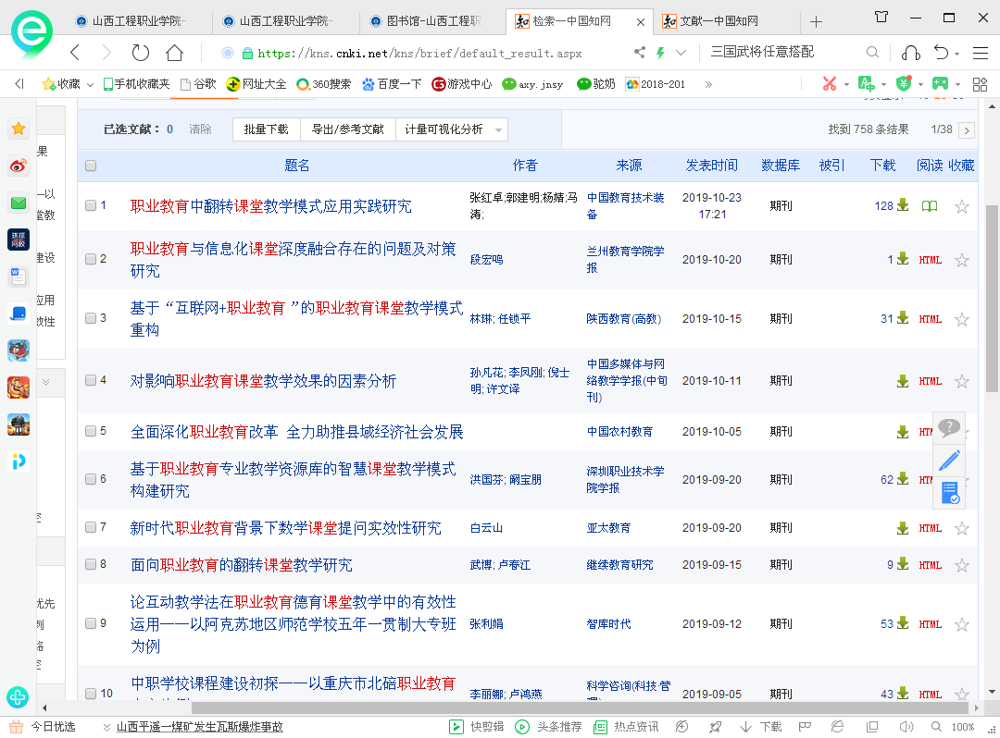 山西工程职业学院-
山西工程职业学院-
图书馆-山西工程职
检索—中国知网
文献—中国知网
https://kns.cnki.net/kns/brief/default_result.aspx
三国武将任意搭配
收藏
手机收藏夹
谷歌
网址大全
360搜索
百度一下
游戏中心
axy.jnsy
驼奶
2018-201
已选文献： 0 清除
批量下载
导出/参考文献
计量可视化分析
找到 758 条结果 1/38
题名 作者 来源 发表时间 数据库 被引 下载 阅读 收藏
1 职业教育中翻转课堂教学模式应用实践研究
张红卓;郭建明;杨婧;马
涛;
中国教育技术装
备
2019-10-23
17:21
期刊
128
2 职业教育与信息化课堂深度融合存在的问题及对策
研究
段宏鸣
兰州教育学院学
报
2019-10-20
期刊
1 HTML
3 基于“互联网+职业教育 ”的职业教育课堂教学模式
重构
林琳; 任锁平
陕西教育(高教)
2019-10-15
期刊
31 HTML
4 对影响职业教育课堂教学效果的因素分析
孙凡花; 李凤刚; 倪士
明; 许文译
中国多媒体与网
络教学学报(中旬
刊)
2019-10-11
期刊
HTML
5 全面深化职业教育改革 全力助推县域经济社会发展
中国农村教育
2019-10-05
期刊
6 基于职业教育专业教学资源库的智慧课堂教学模式
构建研究
洪国芬; 阚宝朋
深圳职业技术学
院学报
2019-09-20
期刊
62
7 新时代职业教育背景下数学课堂提问实效性研究
白云山
亚太教育
2019-09-20
期刊
HTML
8 面向职业教育的翻转课堂教学研究
武博; 卢春江
继续教育研究
2019-09-15
期刊
9 HTML
9 论互动教学法在职业教育德育课堂教学中的有效性
运用——以阿克苏地区师范学校五年一贯制大专班
为例
张利娟
智库时代
2019-09-12
期刊
53 HTML
10 中职学校课程建设初探——以重庆市北碚职业教育
李丽娜; 卢鸿燕
科学咨询(科技·管
2019-09-05
期刊
43 HTML
果
—以
堂教
建设
应用
效性
优先
列
络
环球
网校
今日优选
山西平遥一煤矿发生瓦斯爆炸事故
快剪辑
头条推荐
热点资讯
下载
100%